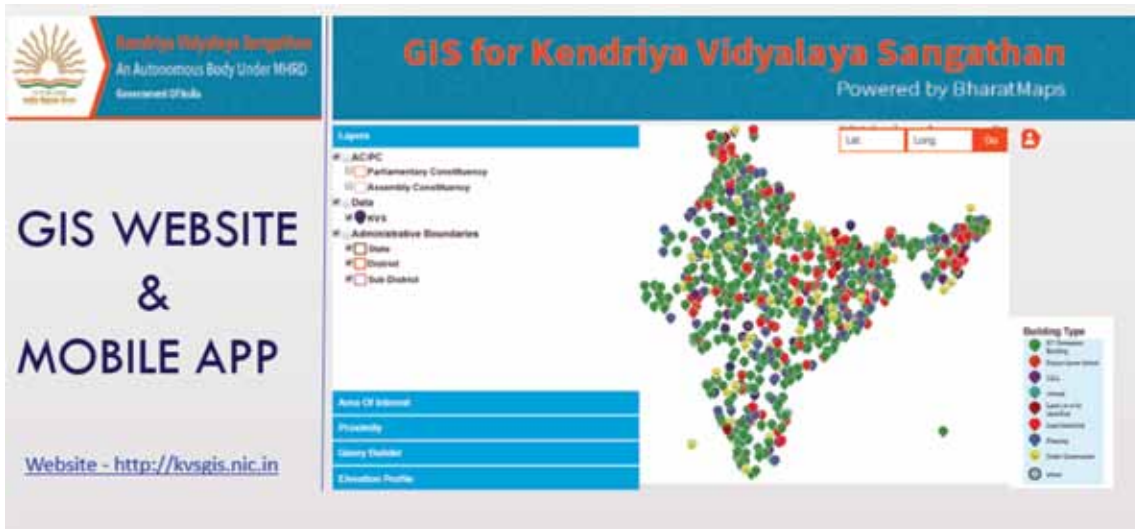 Kendriya Vidyalaya Sangathan
An Autonomous Body Under MHRD
Government Of India
GIS for Kendriya Vidyalaya Sangathan
Powered by BharatMaps
GIS WEBSITE
&
MOBILE APP
Website - http://kvsgis.nic.in
Layers
AC/PC
Parliamentary Constituency
Assembly Constituency
Data
KVS
Administrative Boundaries
State
District
Sub District
Area Of Interest
Proximity
Query Builder
Elevation Profile
Lat.
Long.
Go
Building Type
Building